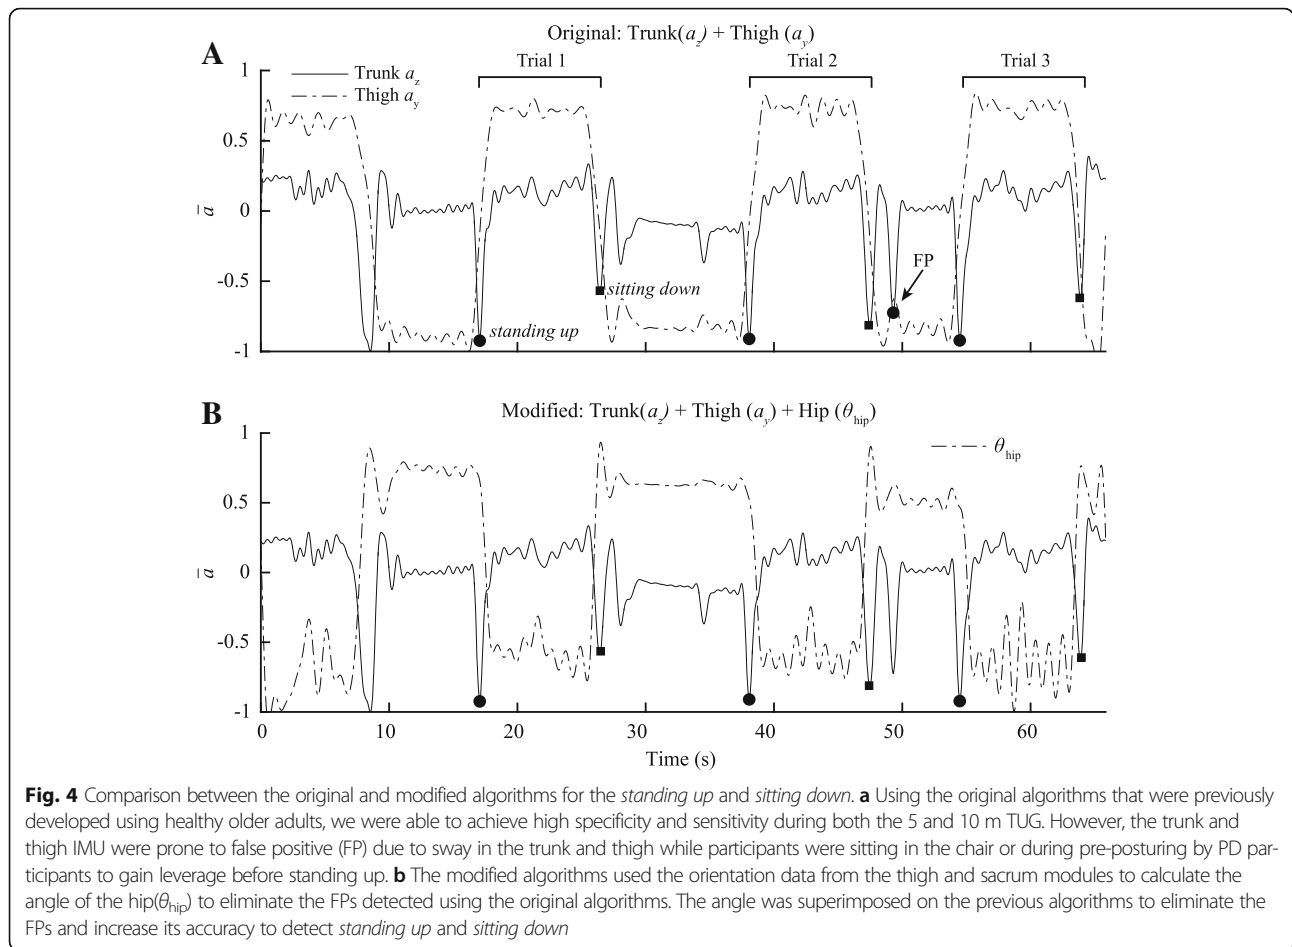 Original: Trunk(a_z) + Thigh (a_y)
A
Trial 1
Trial 2
Trial 3
1
Trunk a_z
Thigh a_y
0.5
0
ā
FP
-0.5
sitting down
standing up
-1
B
Modified: Trunk(a_z) + Thigh (a_y) + Hip (θ_hip)
1
θ_hip
0.5
0
ā
-0.5
-1
0 10 20 30 40 50 60
Time (s)
Fig. 4 Comparison between the original and modified algorithms for the standing up and sitting down. a Using the original algorithms that were previously
developed using healthy older adults, we were able to achieve high specificity and sensitivity during both the 5 and 10 m TUG. However, the trunk and
thigh IMU were prone to false positive (FP) due to sway in the trunk and thigh while participants were sitting in the chair or during pre-posturing by PD par-
ticipants to gain leverage before standing up. b The modified algorithms used the orientation data from the thigh and sacrum modules to calculate the
angle of the hip(θ_hip) to eliminate the FPs detected using the original algorithms. The angle was superimposed on the previous algorithms to eliminate the
FPs and increase its accuracy to detect standing up and sitting down